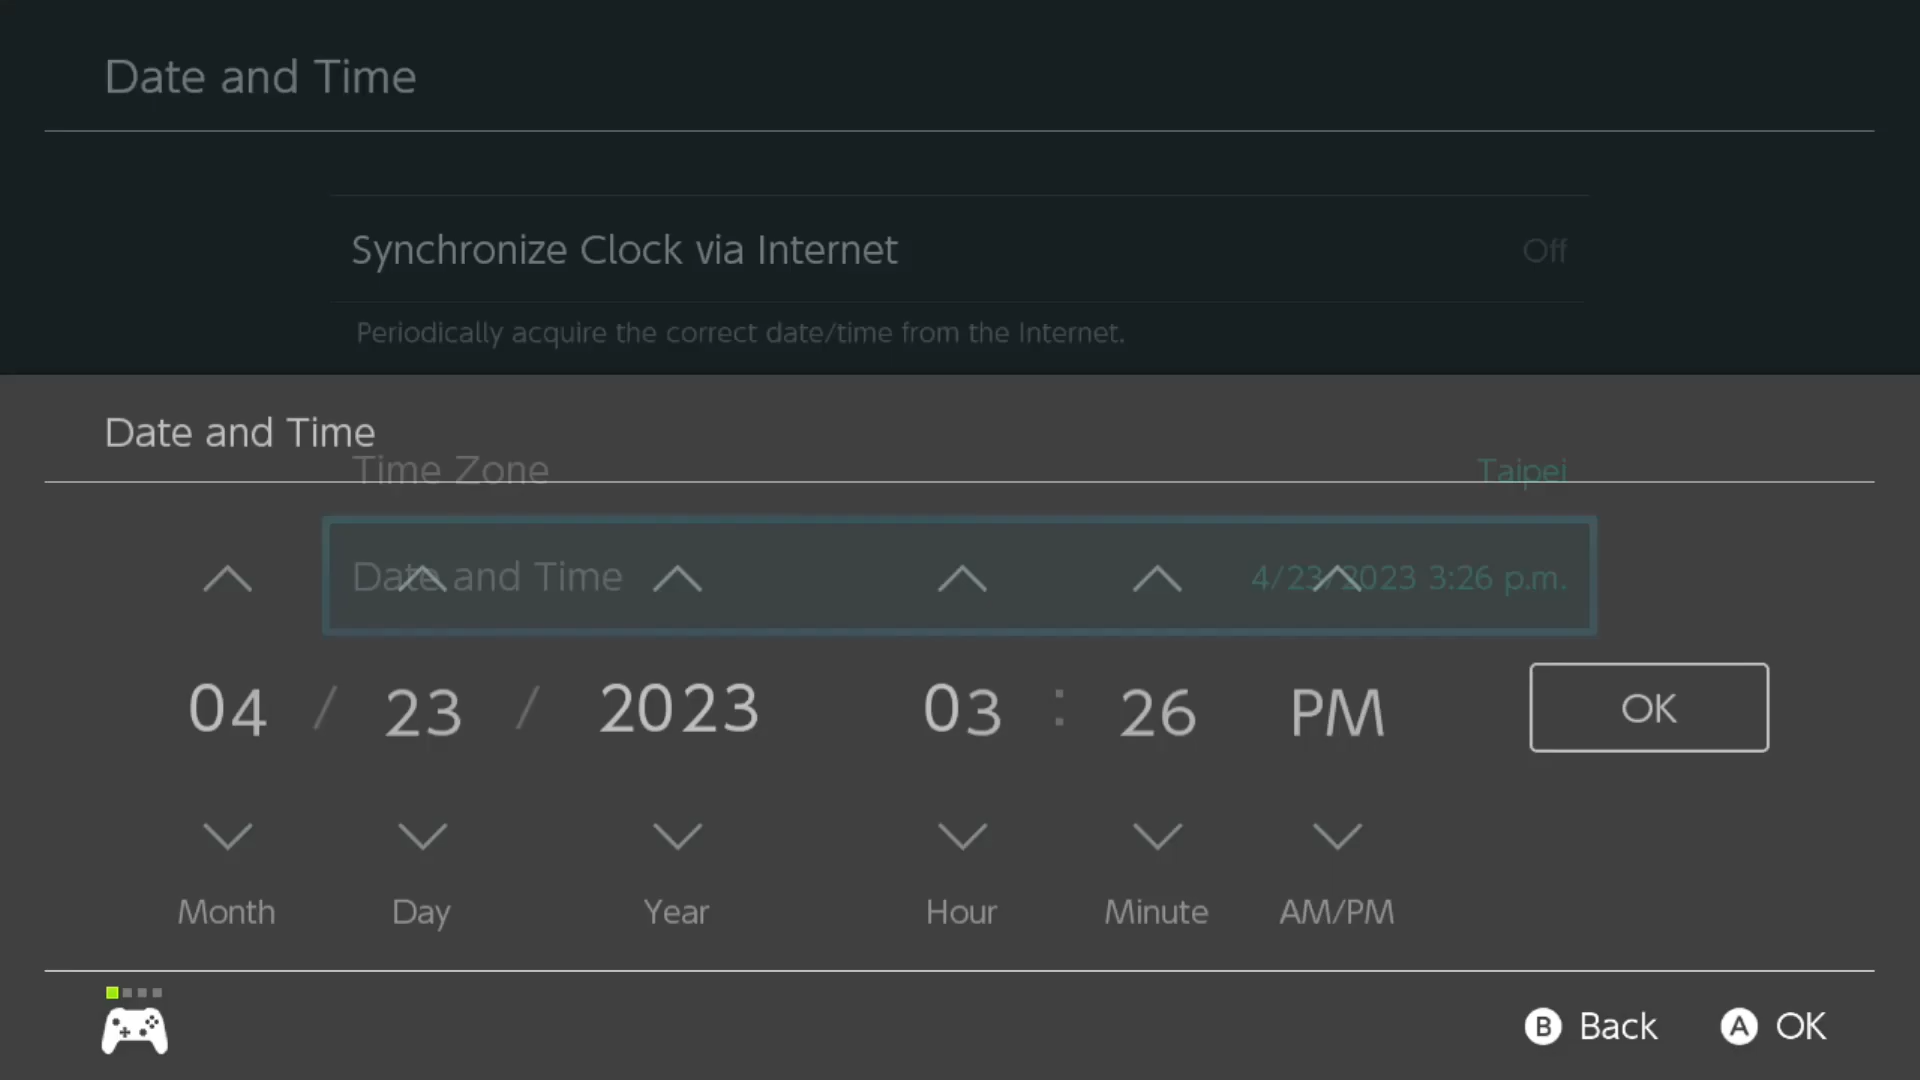 Date and Time
Synchronize Clock via Internet Off
Periodically acquire the correct date/time from the Internet.
Date and Time
Time Zone Taipei
Date and Time 4/23/2023 3:26 p.m.
04 / 23 / 2023 03 : 26 PM OK
Month Day Year Hour Minute AM/PM
B Back A OK